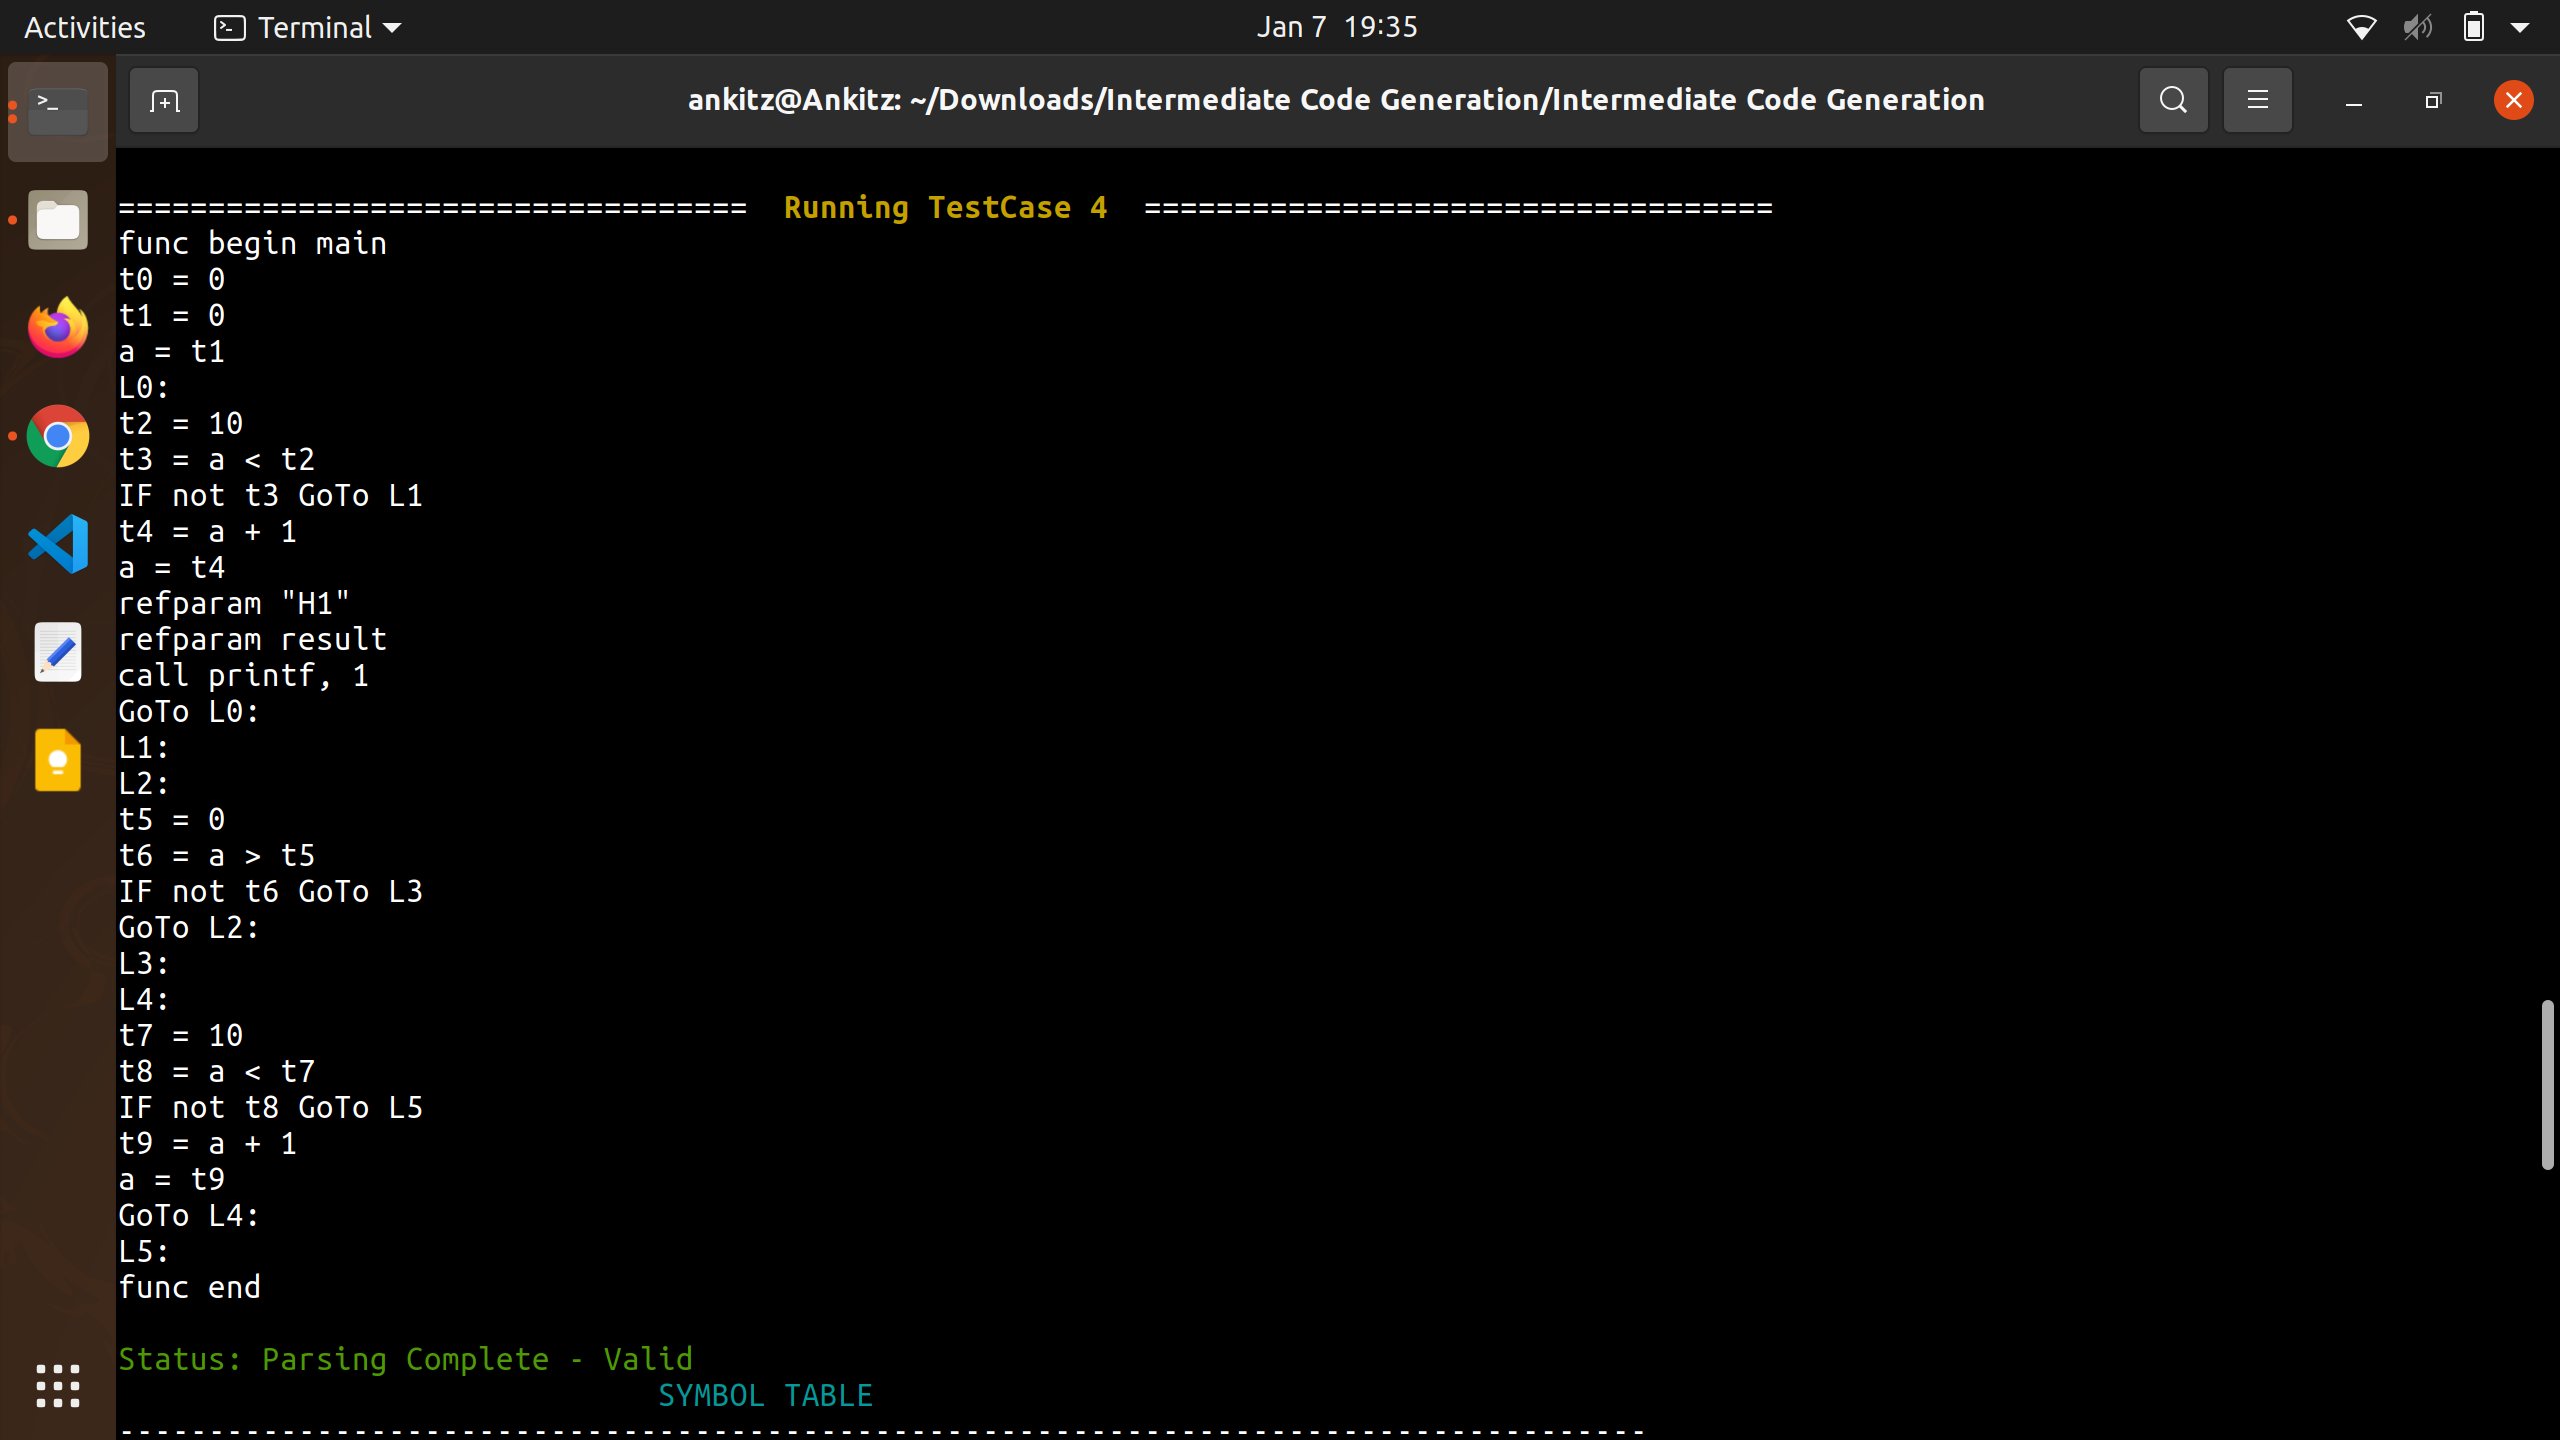 Activities Terminal Jan 7 19:35
ankitz@Ankitz: ~/Downloads/Intermediate Code Generation/Intermediate Code Generation
=================================== Running TestCase 4 ===================================
func begin main
t0 = 0
t1 = 0
a = t1
L0:
t2 = 10
t3 = a < t2
IF not t3 GoTo L1
t4 = a + 1
a = t4
refparam "H1"
refparam result
call printf, 1
GoTo L0:
L1:
L2:
t5 = 0
t6 = a > t5
IF not t6 GoTo L3
GoTo L2:
L3:
L4:
t7 = 10
t8 = a < t7
IF not t8 GoTo L5
t9 = a + 1
a = t9
GoTo L4:
L5:
func end
Status: Parsing Complete - Valid
SYMBOL TABLE
-------------------------------------------------------------------------------------